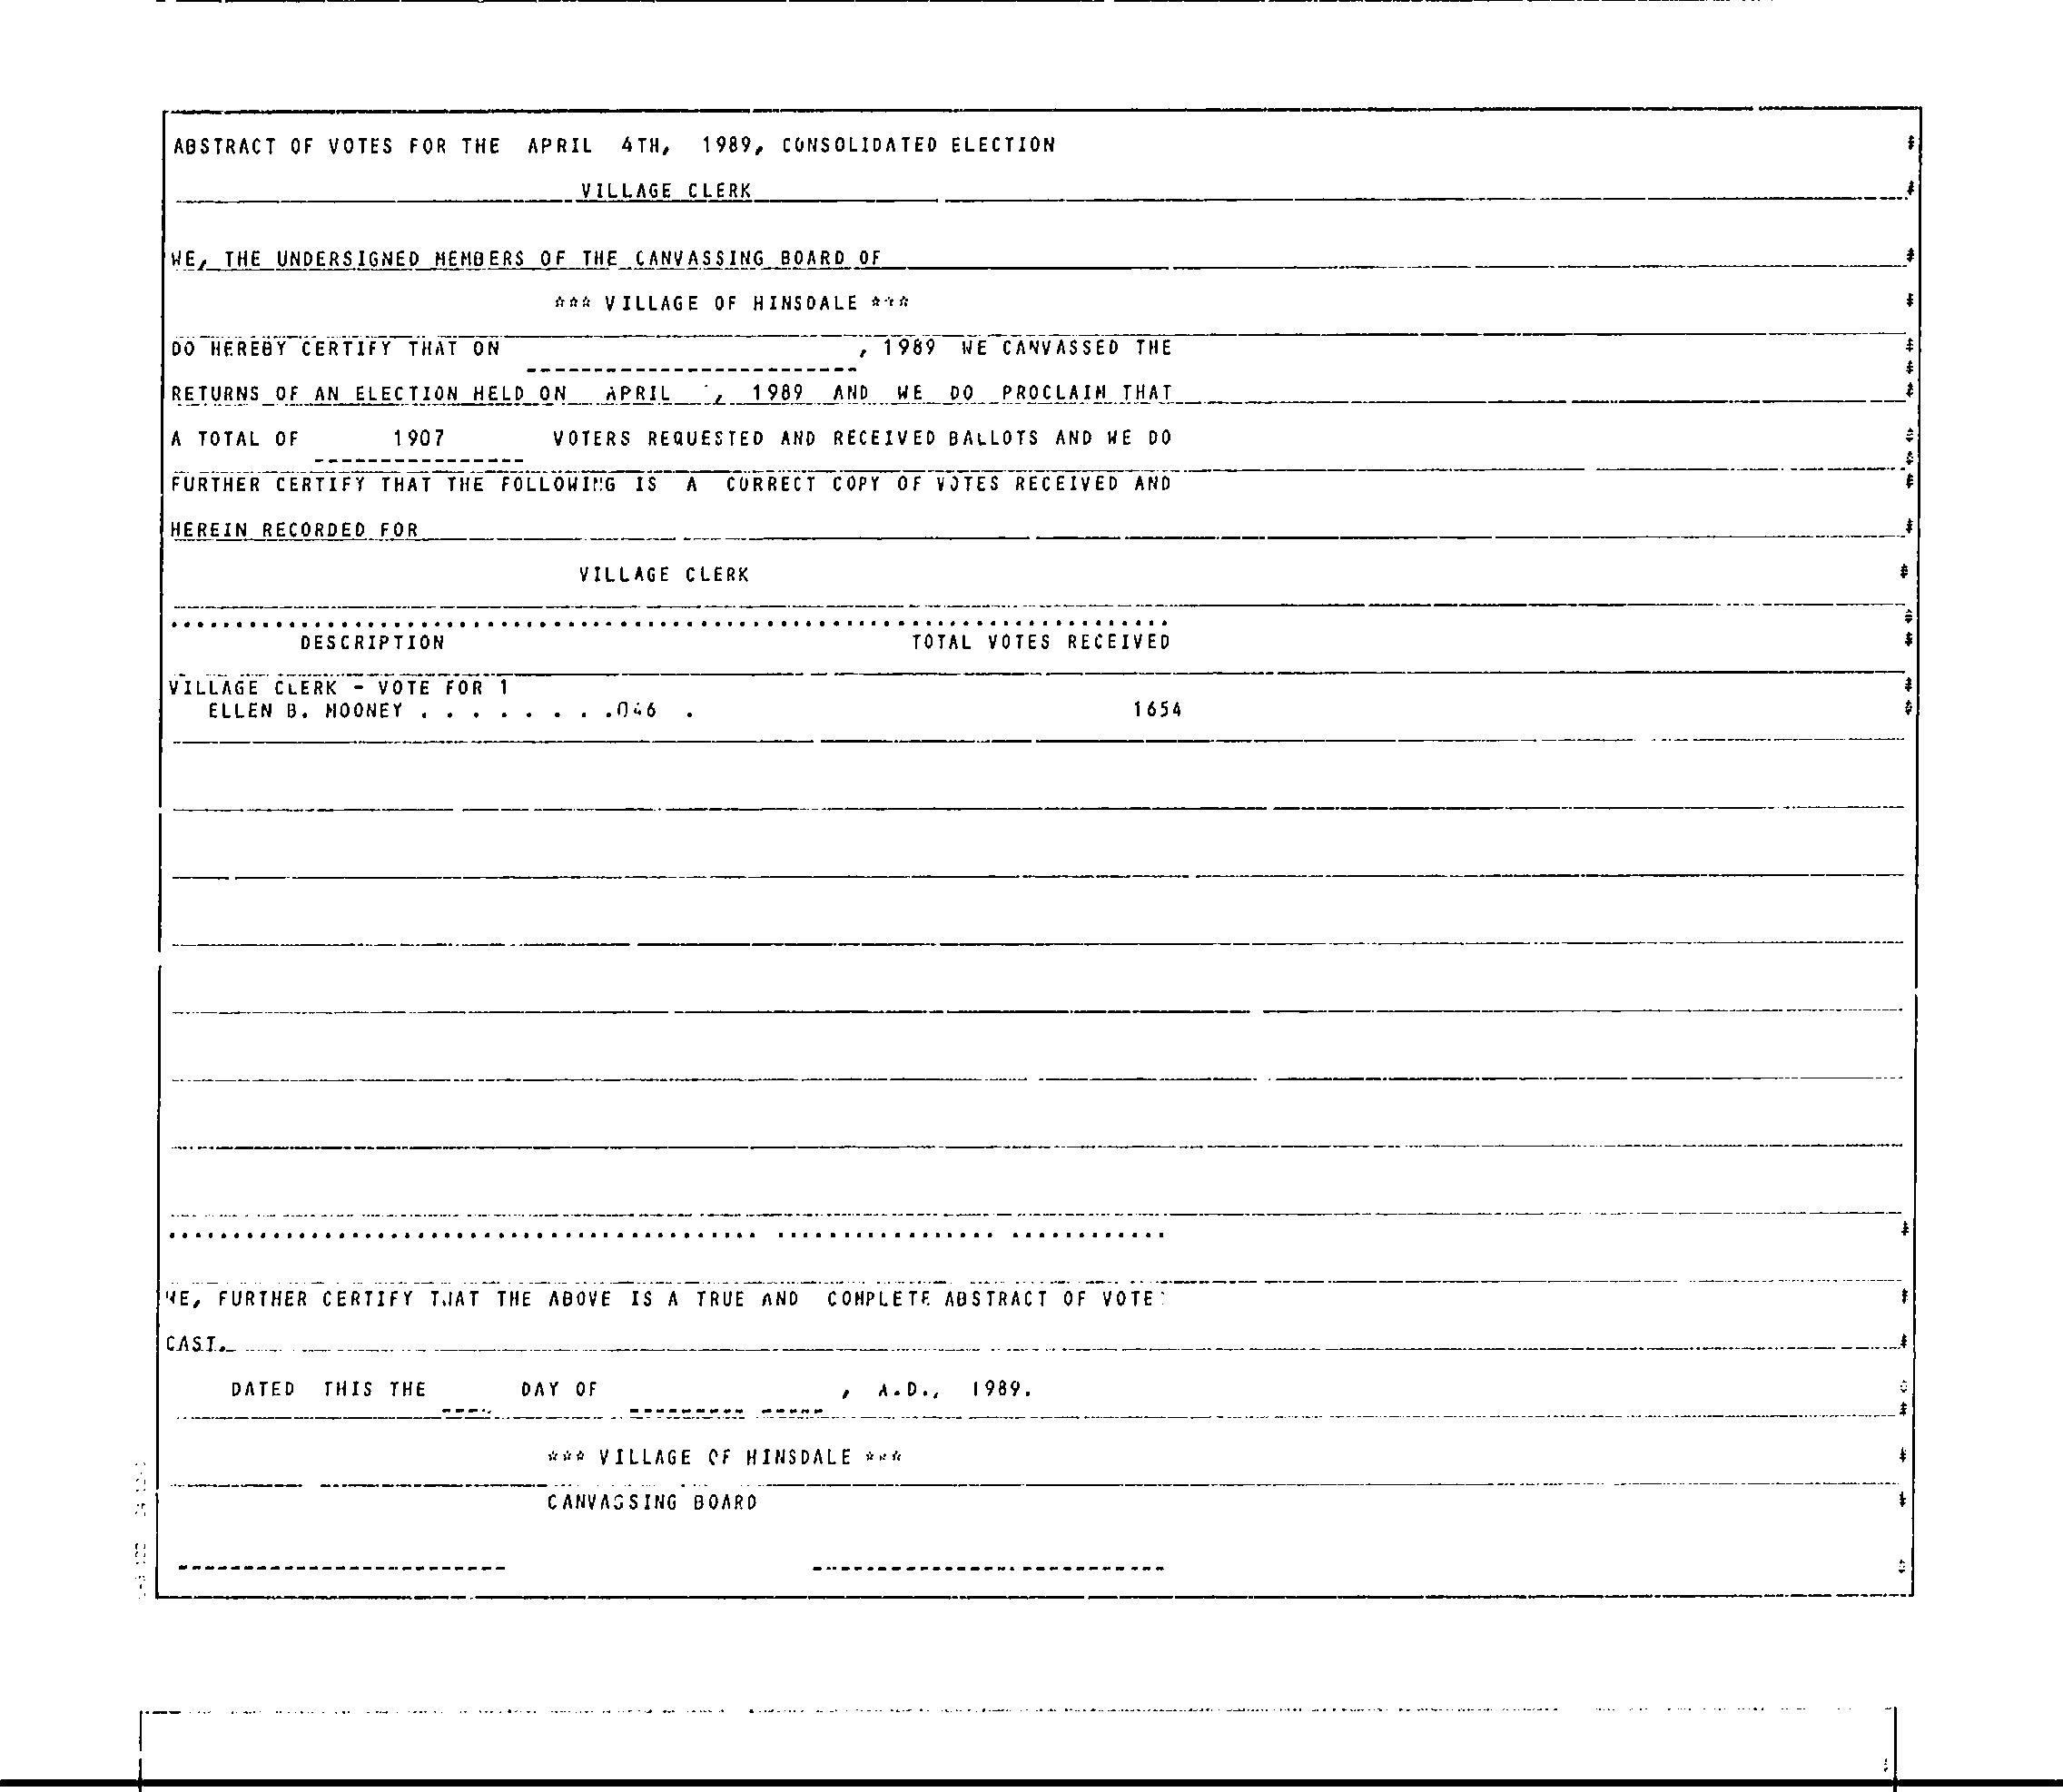 ABSTRACT OF VOTES FOR THE APRIL 4TH, 1989, CONSOLIDATED ELECTION
VILLAGE CLERK
WE, THE UNDERSIGNED MEMBERS OF THE CANVASSING BOARD OF
*** VILLAGE OF HINSDALE ***
DO HEREBY CERTIFY THAT ON , 1989 WE CANVASSED THE
RETURNS OF AN ELECTION HELD ON APRIL , 1989 AND WE DO PROCLAIM THAT
A TOTAL OF 1907 VOTERS REQUESTED AND RECEIVED BALLOTS AND WE DO
FURTHER CERTIFY THAT THE FOLLOWING IS A CORRECT COPY OF VOTES RECEIVED AND
HEREIN RECORDED FOR
VILLAGE CLERK
DESCRIPTION TOTAL VOTES RECEIVED
VILLAGE CLERK - VOTE FOR 1
ELLEN B. MOONEY . . . . . . . . .046 . 1654
WE, FURTHER CERTIFY THAT THE ABOVE IS A TRUE AND COMPLETE ABSTRACT OF VOTES
CAST.
DATED THIS THE DAY OF , A.D., 1989.
*** VILLAGE OF HINSDALE ***
CANVASSING BOARD